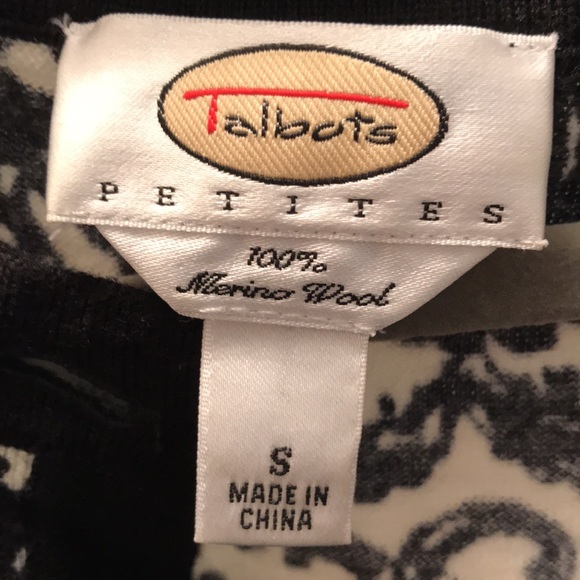 Talbots
PETITES
100%
Merino Wool
S
MADE IN
CHINA